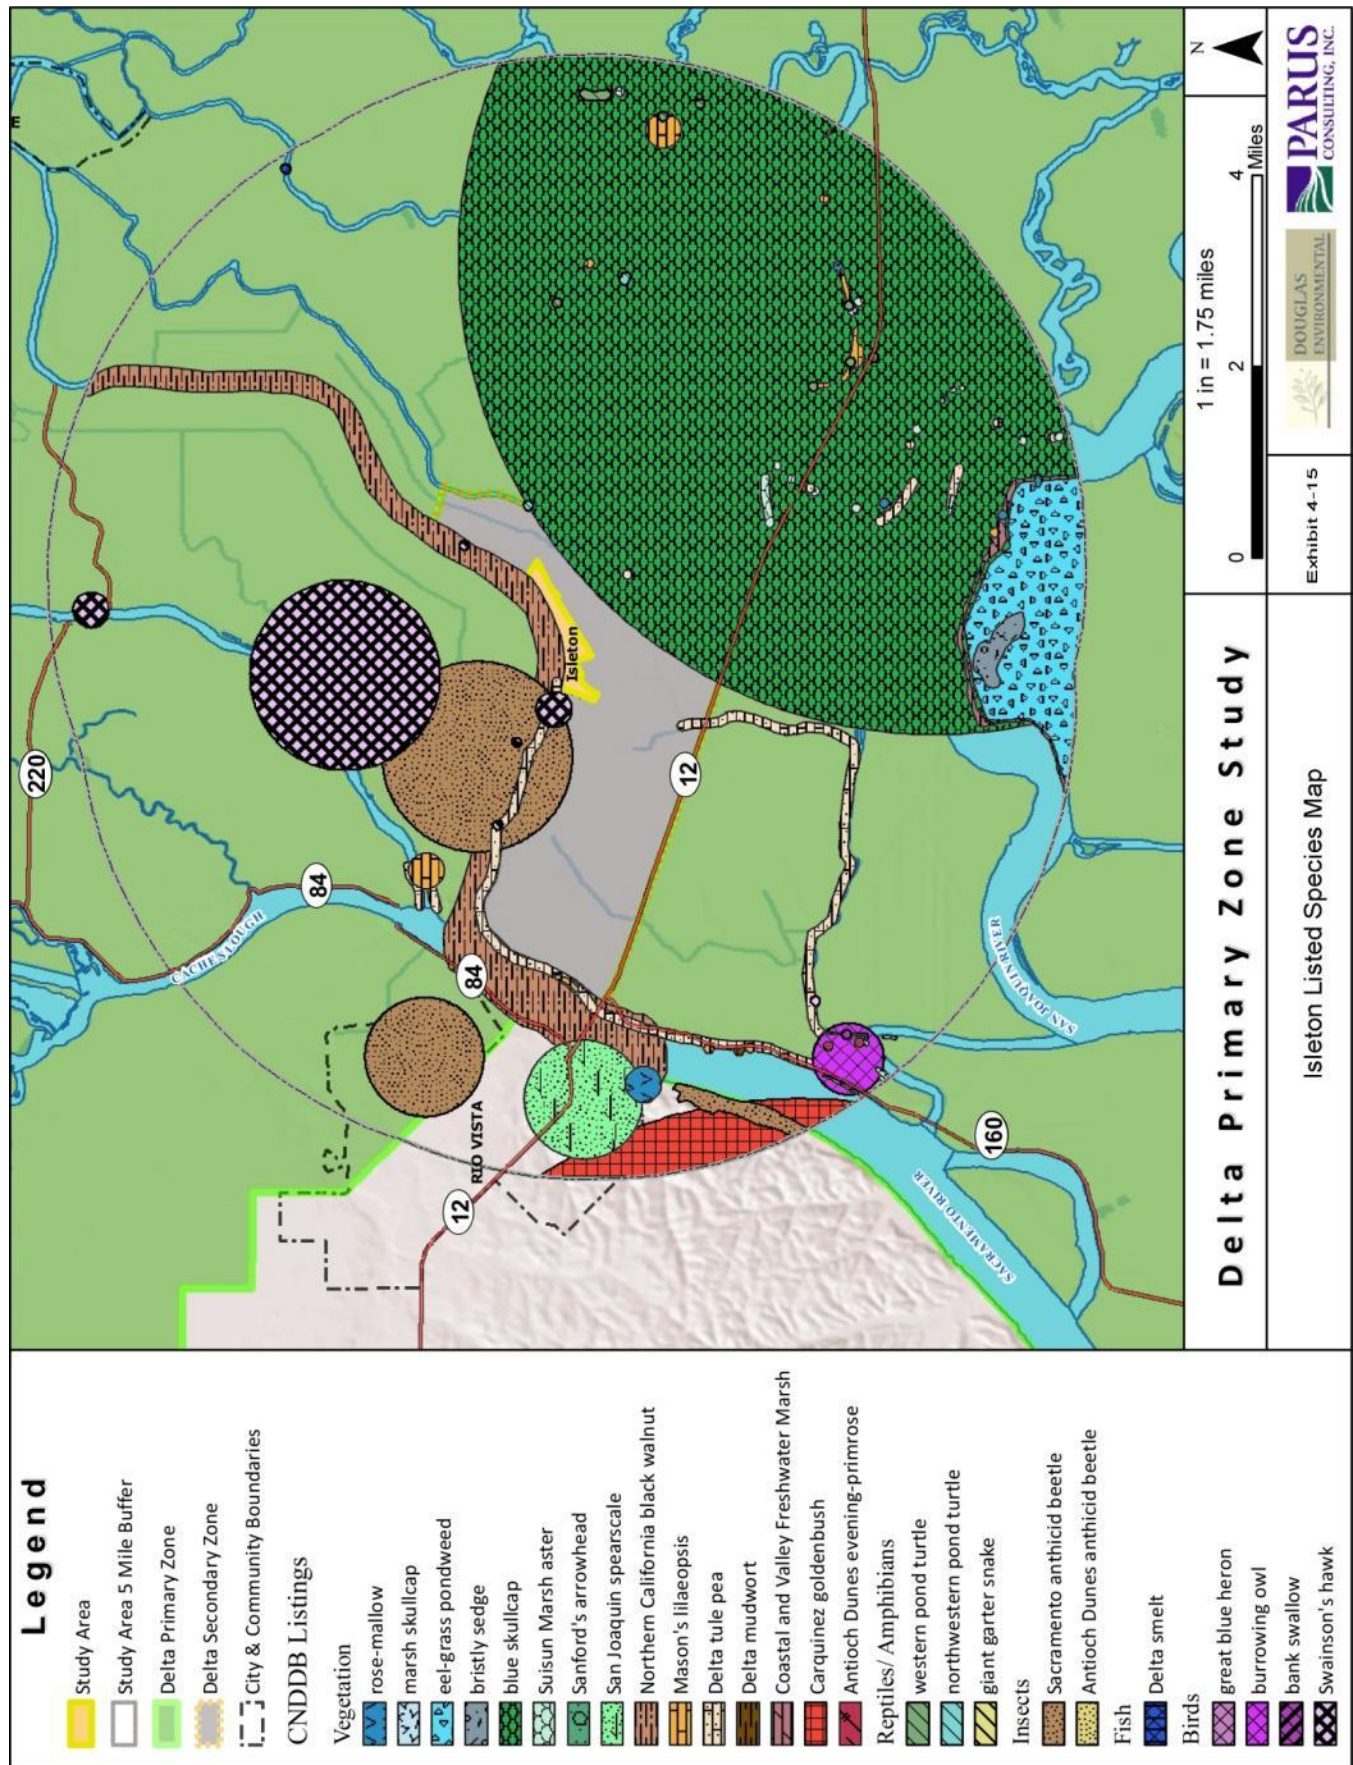 Legend
Study Area
Study Area 5 Mile Buffer
Delta Primary Zone
Delta Secondary Zone
City & Community Boundaries
CNDDB Listings
Vegetation
rose-mallow
marsh skullcap
eel-grass pondweed
bristly sedge
blue skullcap
Suisun Marsh aster
Sanford's arrowhead
San Joaquin spearscale
Northern California black walnut
Mason's lilaeopsis
Delta tule pea
Delta mudwort
Coastal and Valley Freshwater Marsh
Carquinez goldenbush
Antioch Dunes evening-primrose
Reptiles/ Amphibians
western pond turtle
northwestern pond turtle
giant garter snake
Insects
Sacramento anthicid beetle
Antioch Dunes anthicid beetle
Fish
Delta smelt
Birds
great blue heron
burrowing owl
bank swallow
Swainson's hawk
E
220
84
CACHE SLOUGH
84
RIO VISTA
12
Isleton
12
160
SACRAMENTO RIVER
SAN JOAQUIN RIVER
Delta Primary Zone Study
Isleton Listed Species Map
1 in = 1.75 miles
0 2 4
Miles
N
Exhibit 4-15
DOUGLAS
ENVIRONMENTAL
PARUS
CONSULTING, INC.